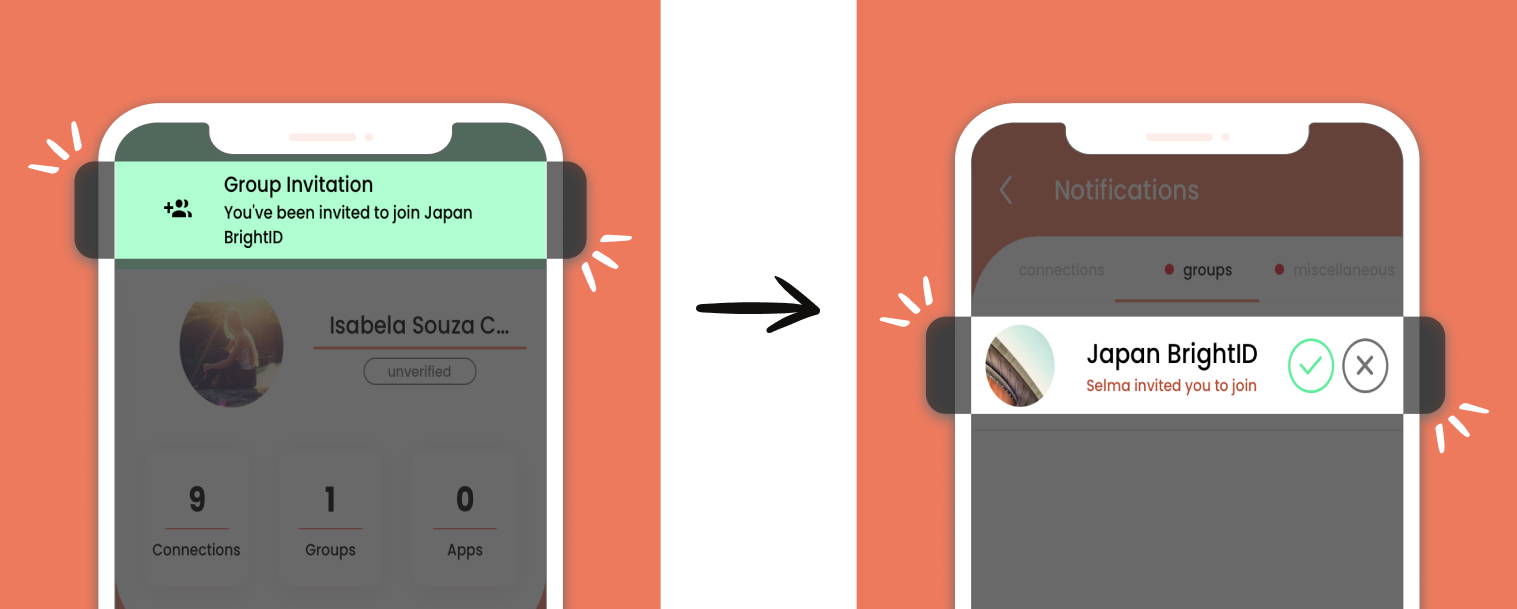 Group Invitation
You've been invited to join Japan
BrightID
Isabela Souza C...
unverified
9
1
0
Connections
Groups
Apps
Notifications
connections
groups
miscellaneous
Japan BrightID
Selma invited you to join